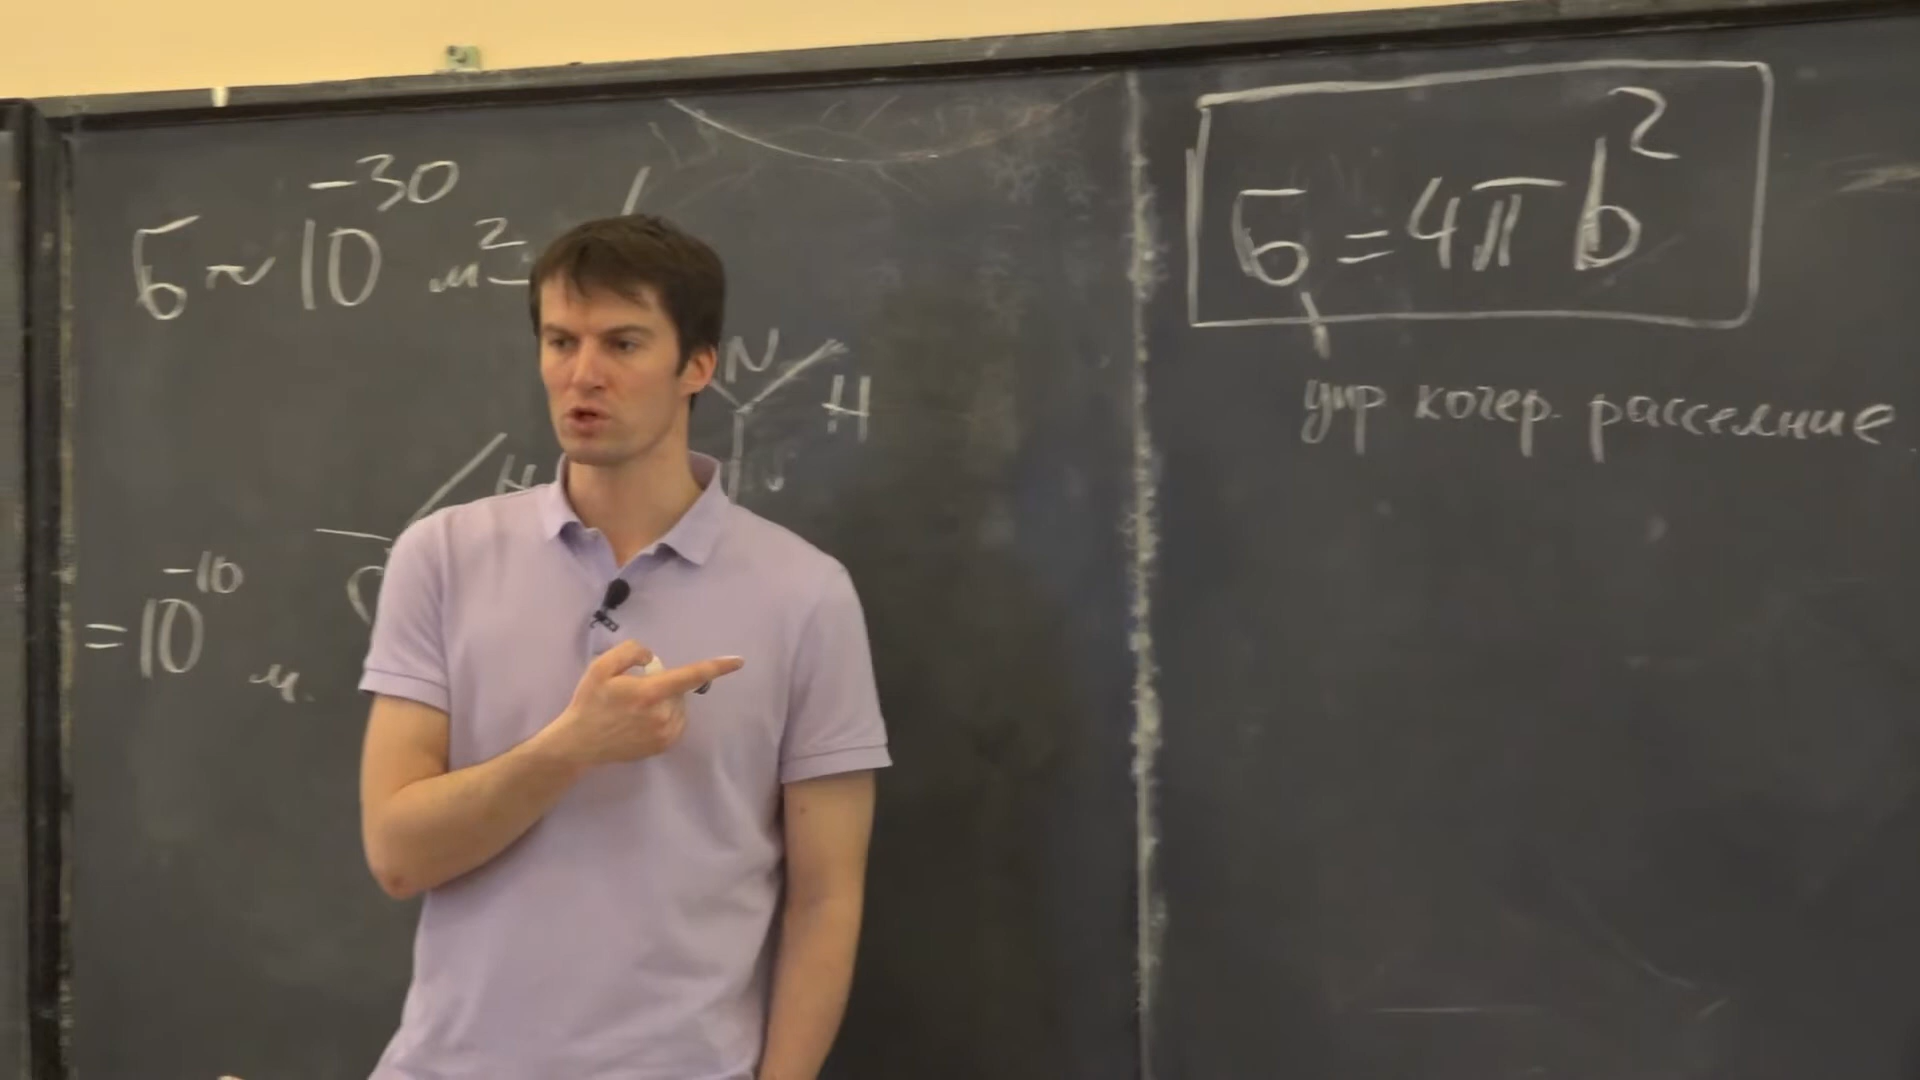 σ ~ 10⁻³⁰ м²
N
H
H
= 10⁻¹⁰ м.
σ = 4π b²
упр когер. рассеяние